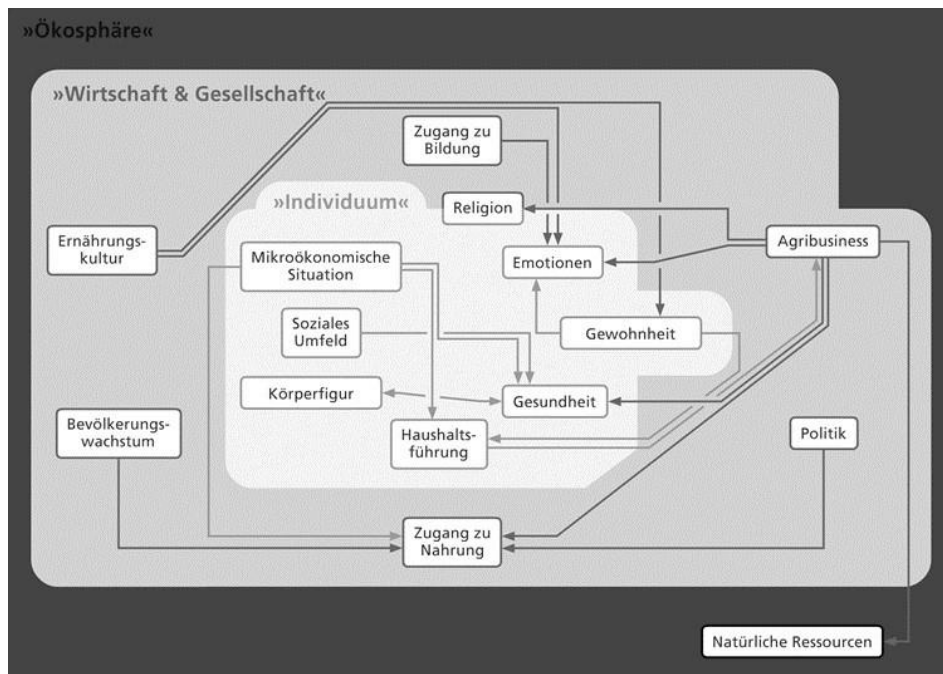 »Ökosphäre«
»Wirtschaft & Gesellschaft«
Zugang zu
Bildung
»Individuum«
Religion
Ernährungs-
kultur
Agribusiness
Mikroökonomische
Situation
Emotionen
Soziales
Umfeld
Gewohnheit
Körperfigur
Gesundheit
Bevölkerungs-
wachstum
Haushalts-
führung
Politik
Zugang zu
Nahrung
Natürliche Ressourcen